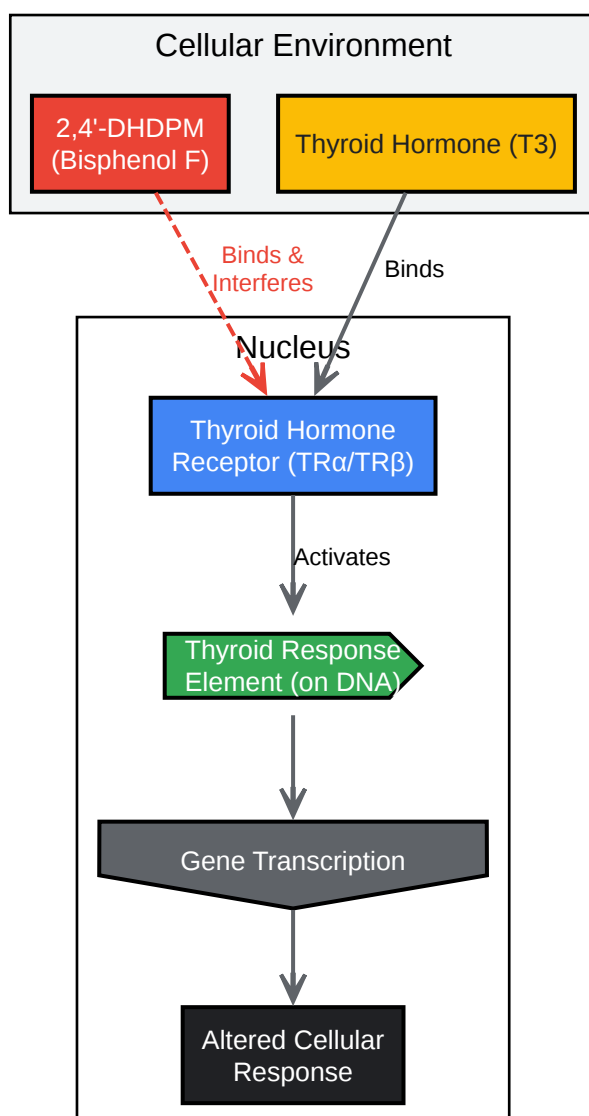 Cellular Environment
2,4'-DHDPM
(Bisphenol F)
Thyroid Hormone (T3)
Binds &
Interferes
Binds
Nucleus
Thyroid Hormone
Receptor (TRα/TRβ)
Activates
Thyroid Response
Element (on DNA)
Gene Transcription
Altered Cellular
Response